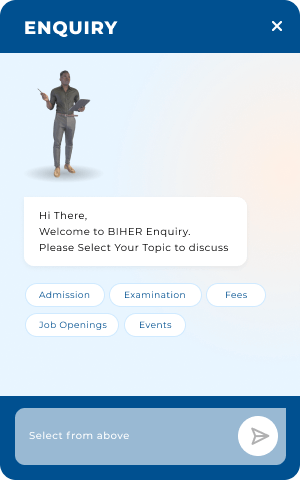 ENQUIRY
Hi There,
Welcome to BIHER Enquiry.
Please Select Your Topic to discuss
Admission
Examination
Fees
Job Openings
Events
Select from above